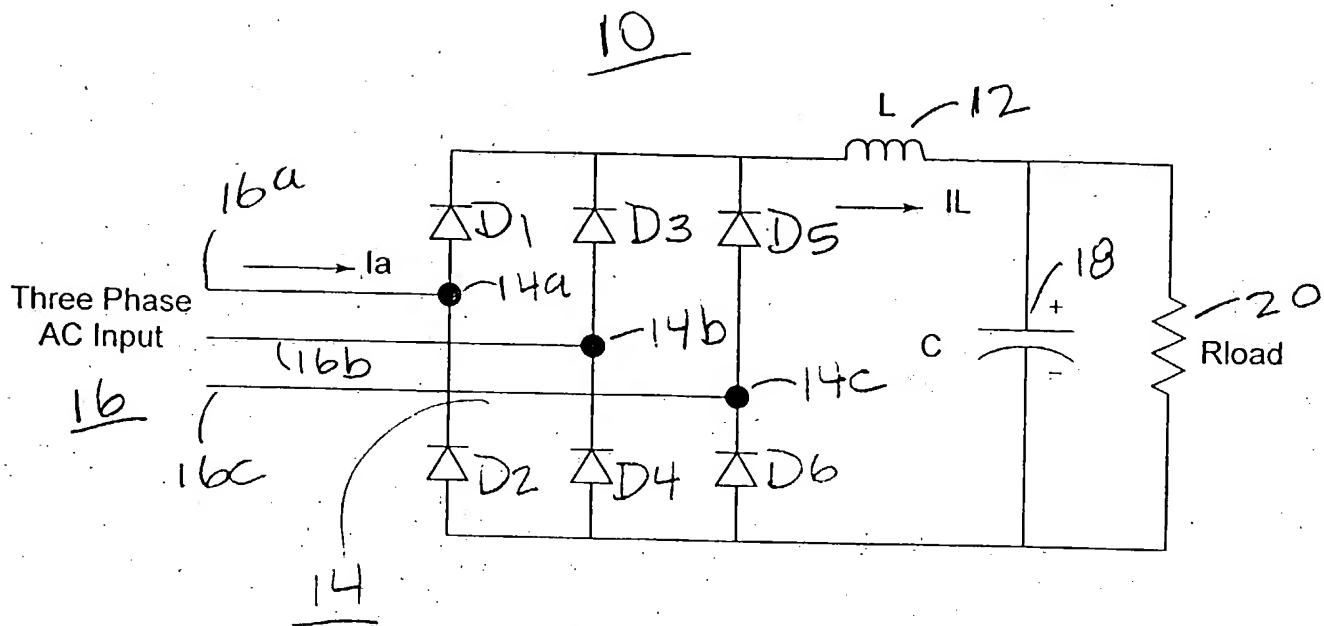 10
L 12
16a
D1 D3 D5
IL
Ia
14a
18
Three Phase
AC Input
14b
+
20
C
Rload
16b
-
16
14c
16c
D2 D4 D6
14